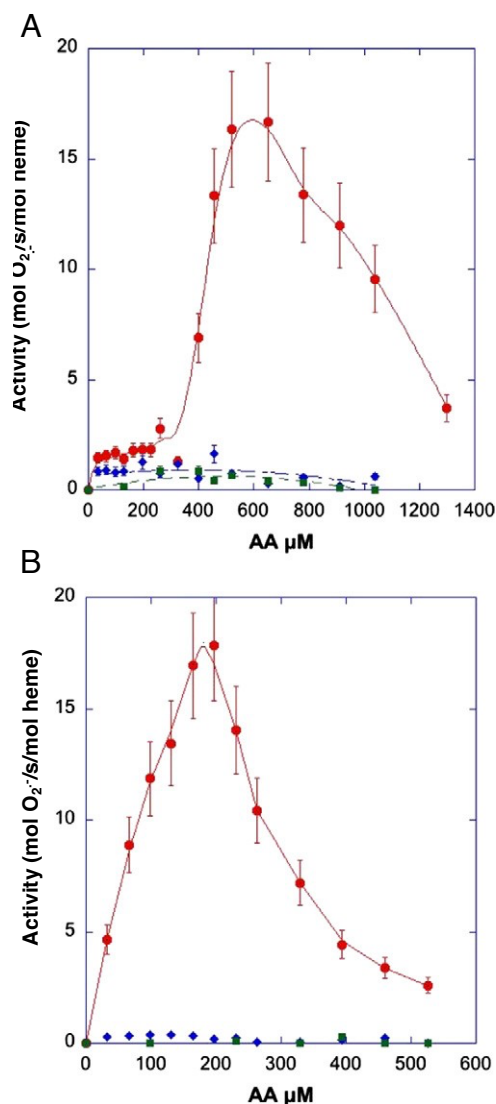 A
20
15
10
5
0
Activity (mol O₂.-/s/mol neme)
0 200 400 600 800 1000 1200 1400
AA µM
B
20
15
10
5
0
Activity (mol O₂·-/s/mol heme)
0 100 200 300 400 500 600
AA µM